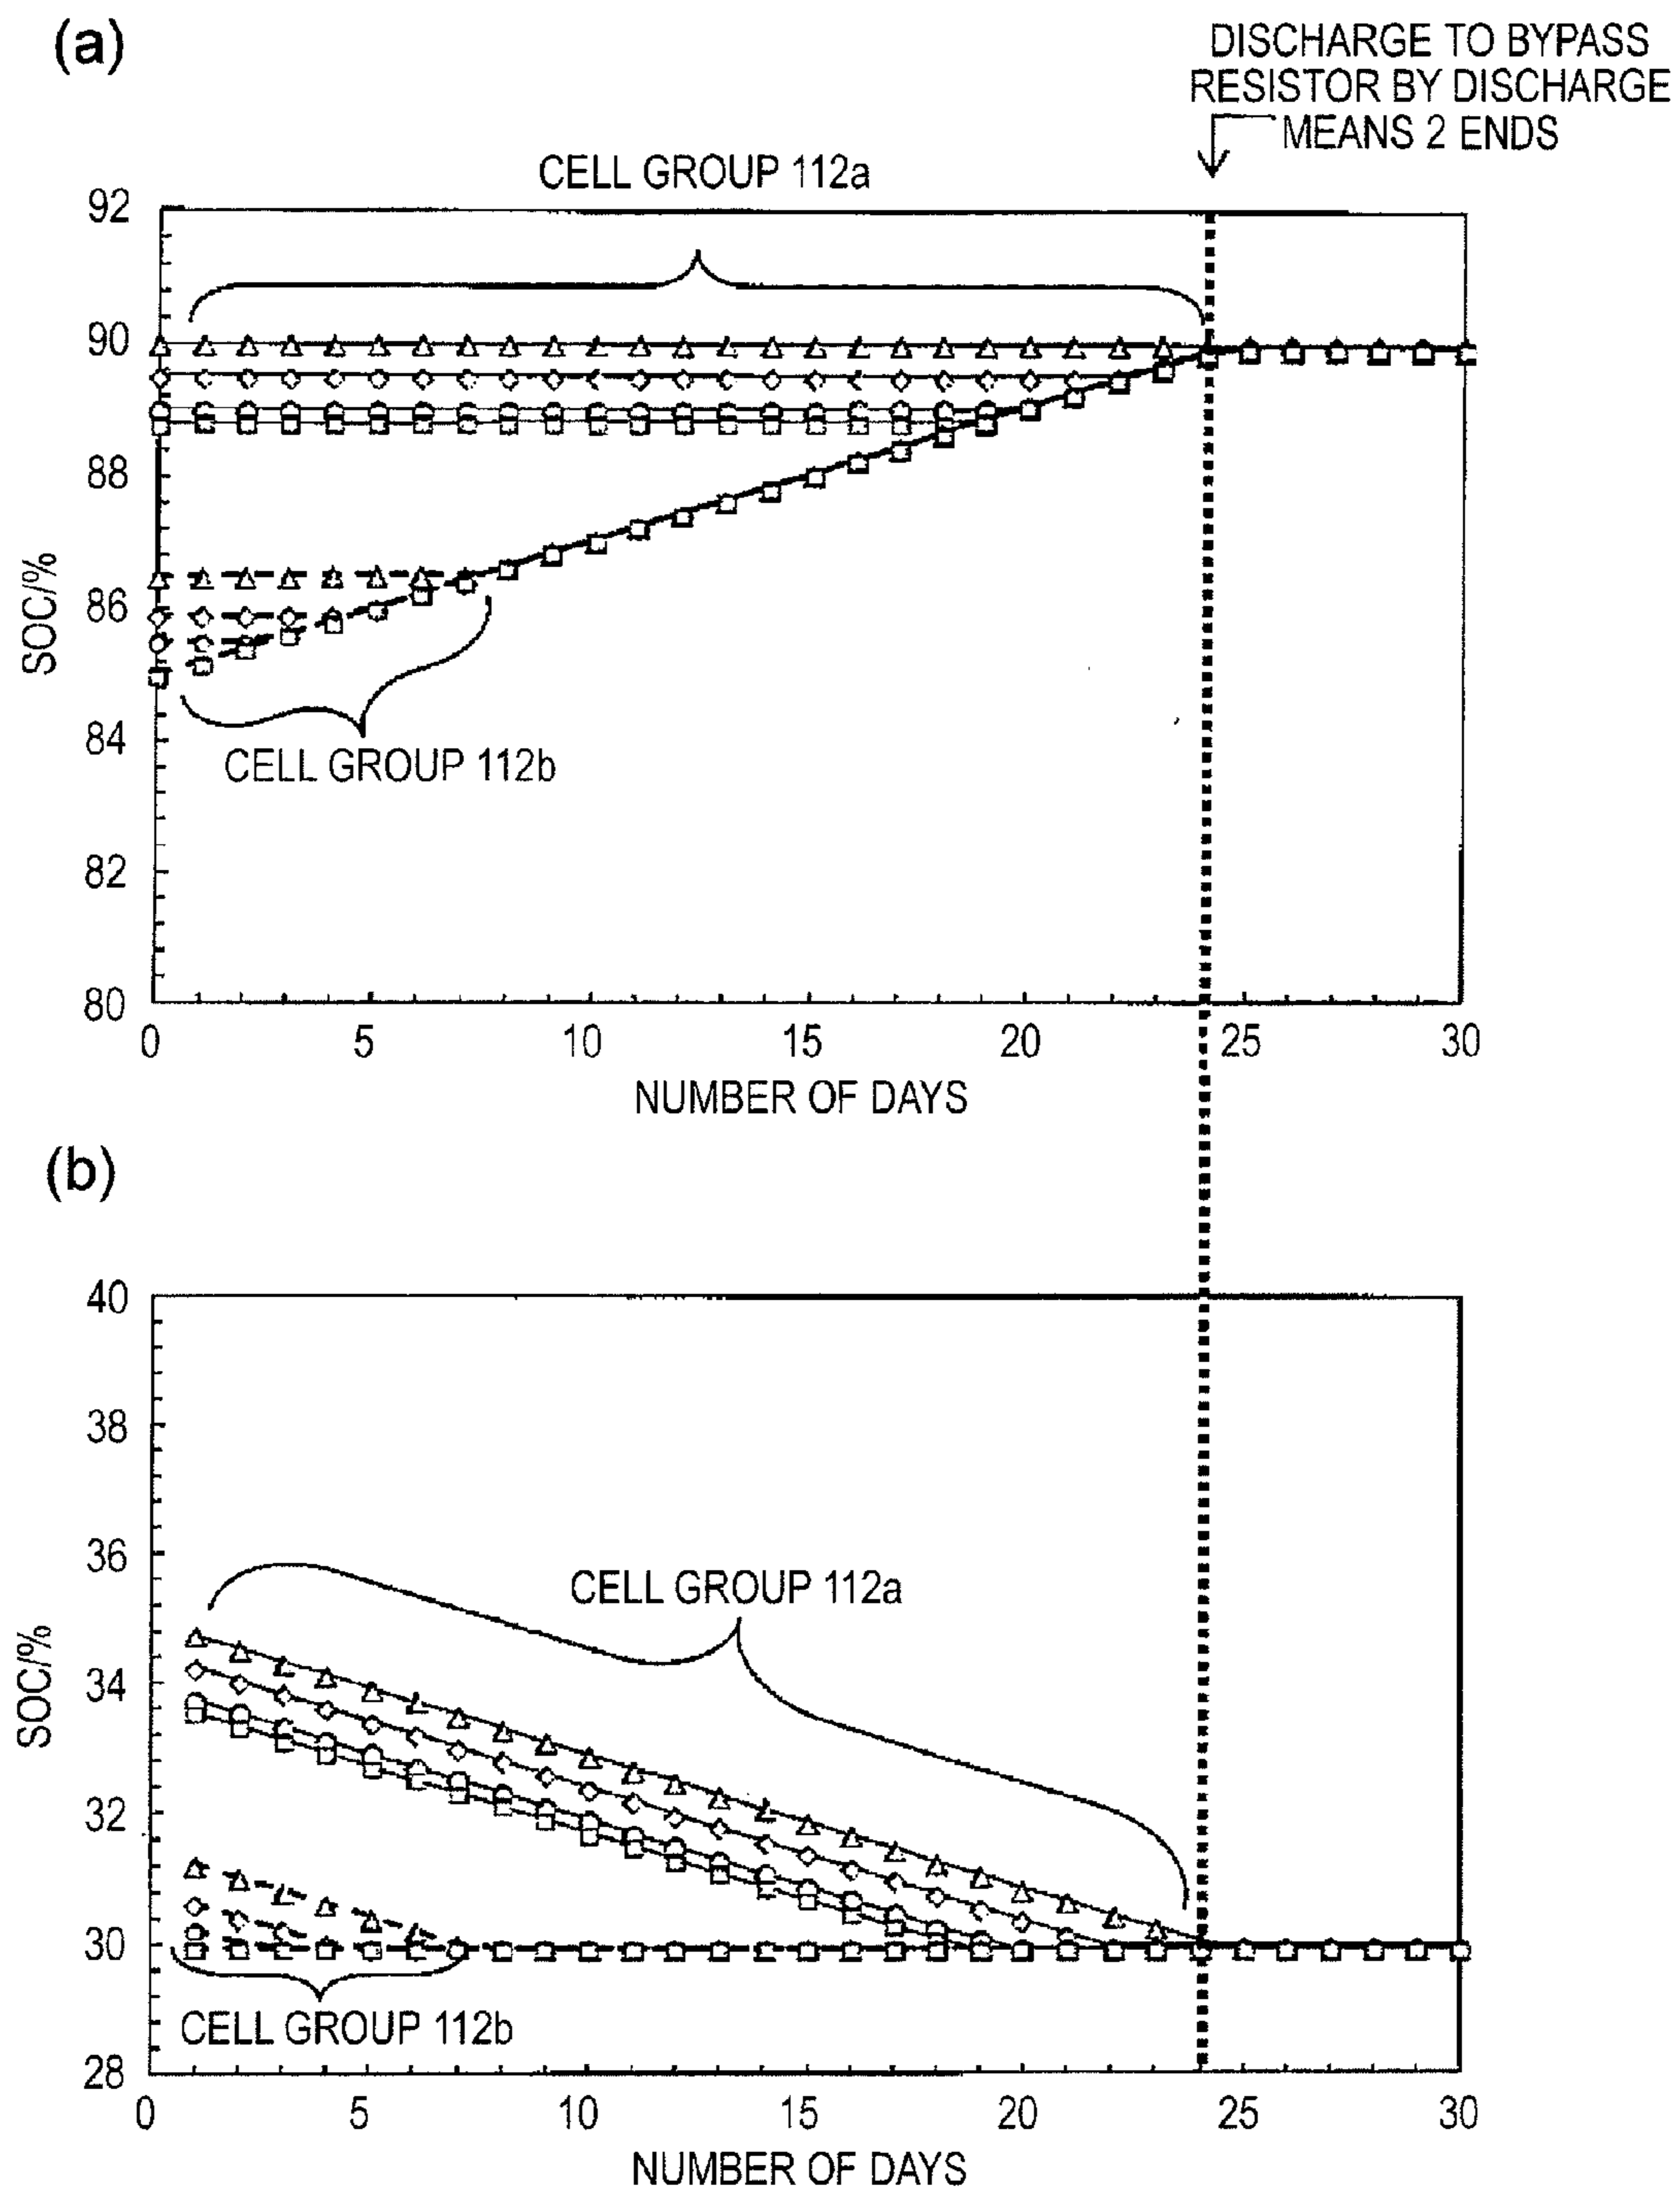 (a)
DISCHARGE TO BYPASS
RESISTOR BY DISCHARGE
MEANS 2 ENDS
CELL GROUP 112a
92
90
88
86
84
82
80
SOC/%
CELL GROUP 112b
0 5 10 15 20 25 30
NUMBER OF DAYS
(b)
40
38
36
34
32
30
28
SOC/%
CELL GROUP 112a
CELL GROUP 112b
0 5 10 15 20 25 30
NUMBER OF DAYS